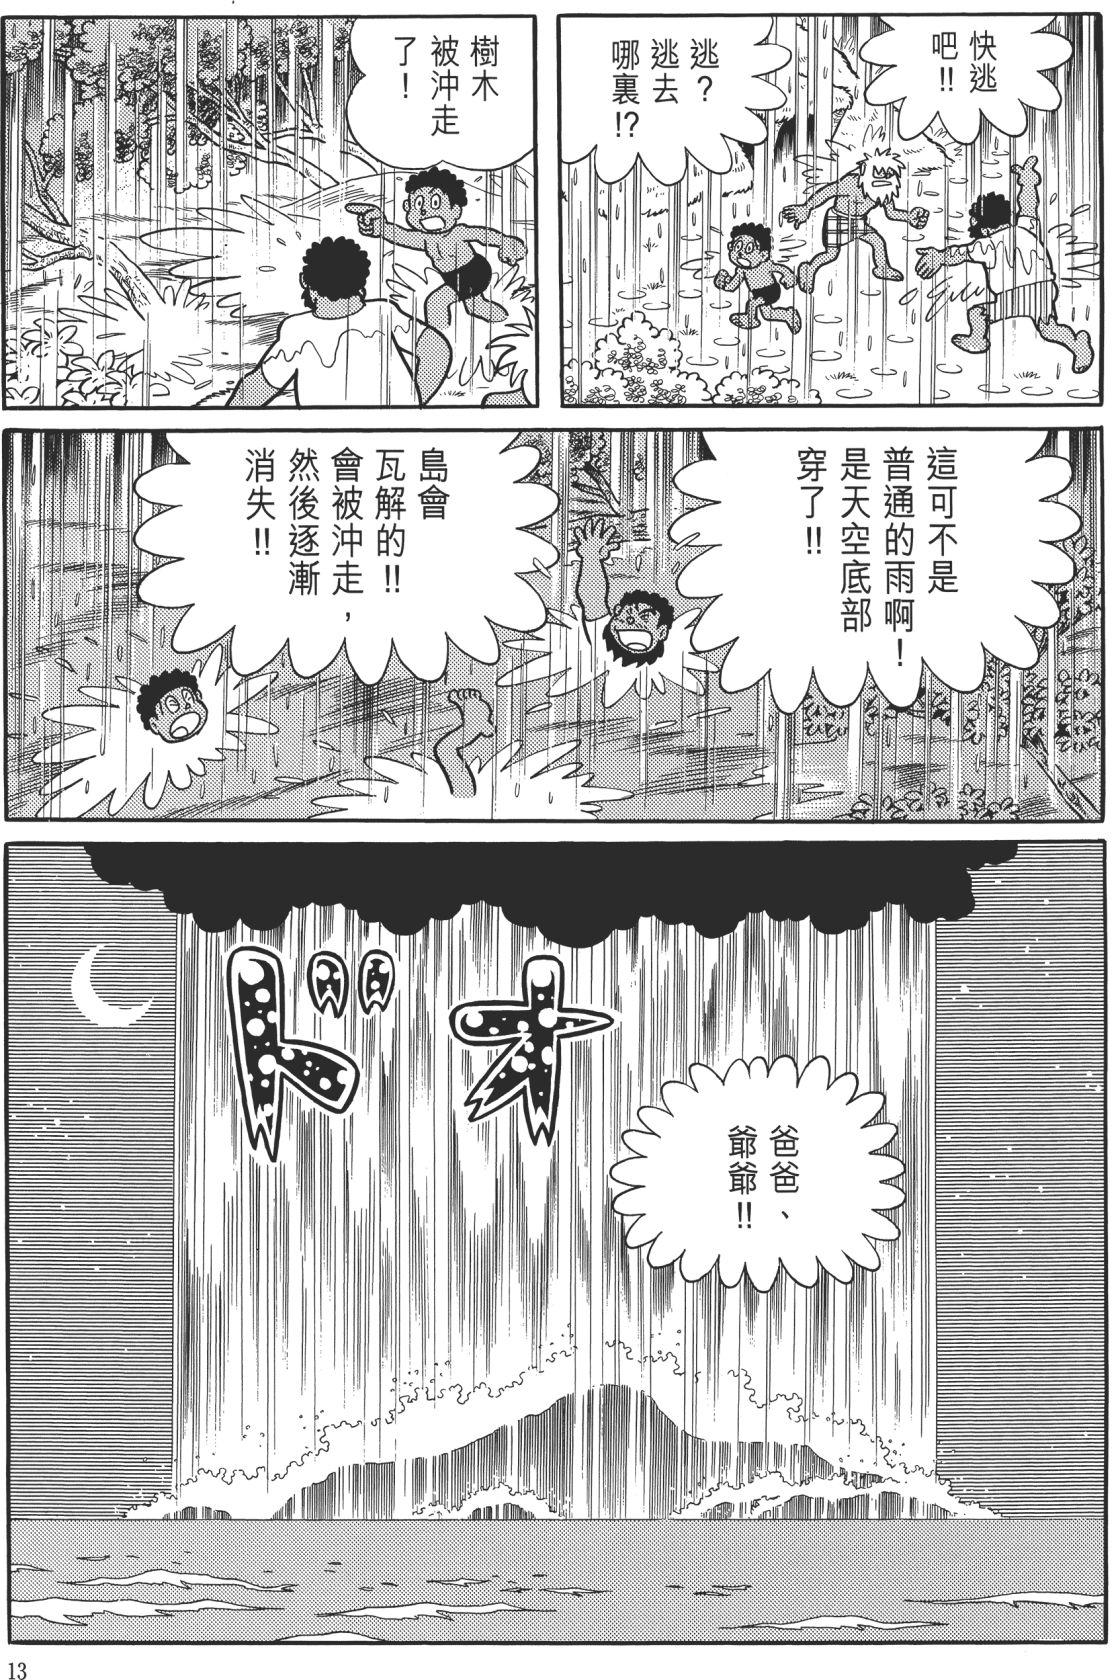 快逃
吧!!
逃？
逃去
哪裏!?
樹木
被沖走
了！
這可不是
普通的雨啊！
是天空底部
穿了!!
島會
瓦解的!!
會被沖走，
然後逐漸
消失!!
ドオ
爸爸、
爺爺!!
13